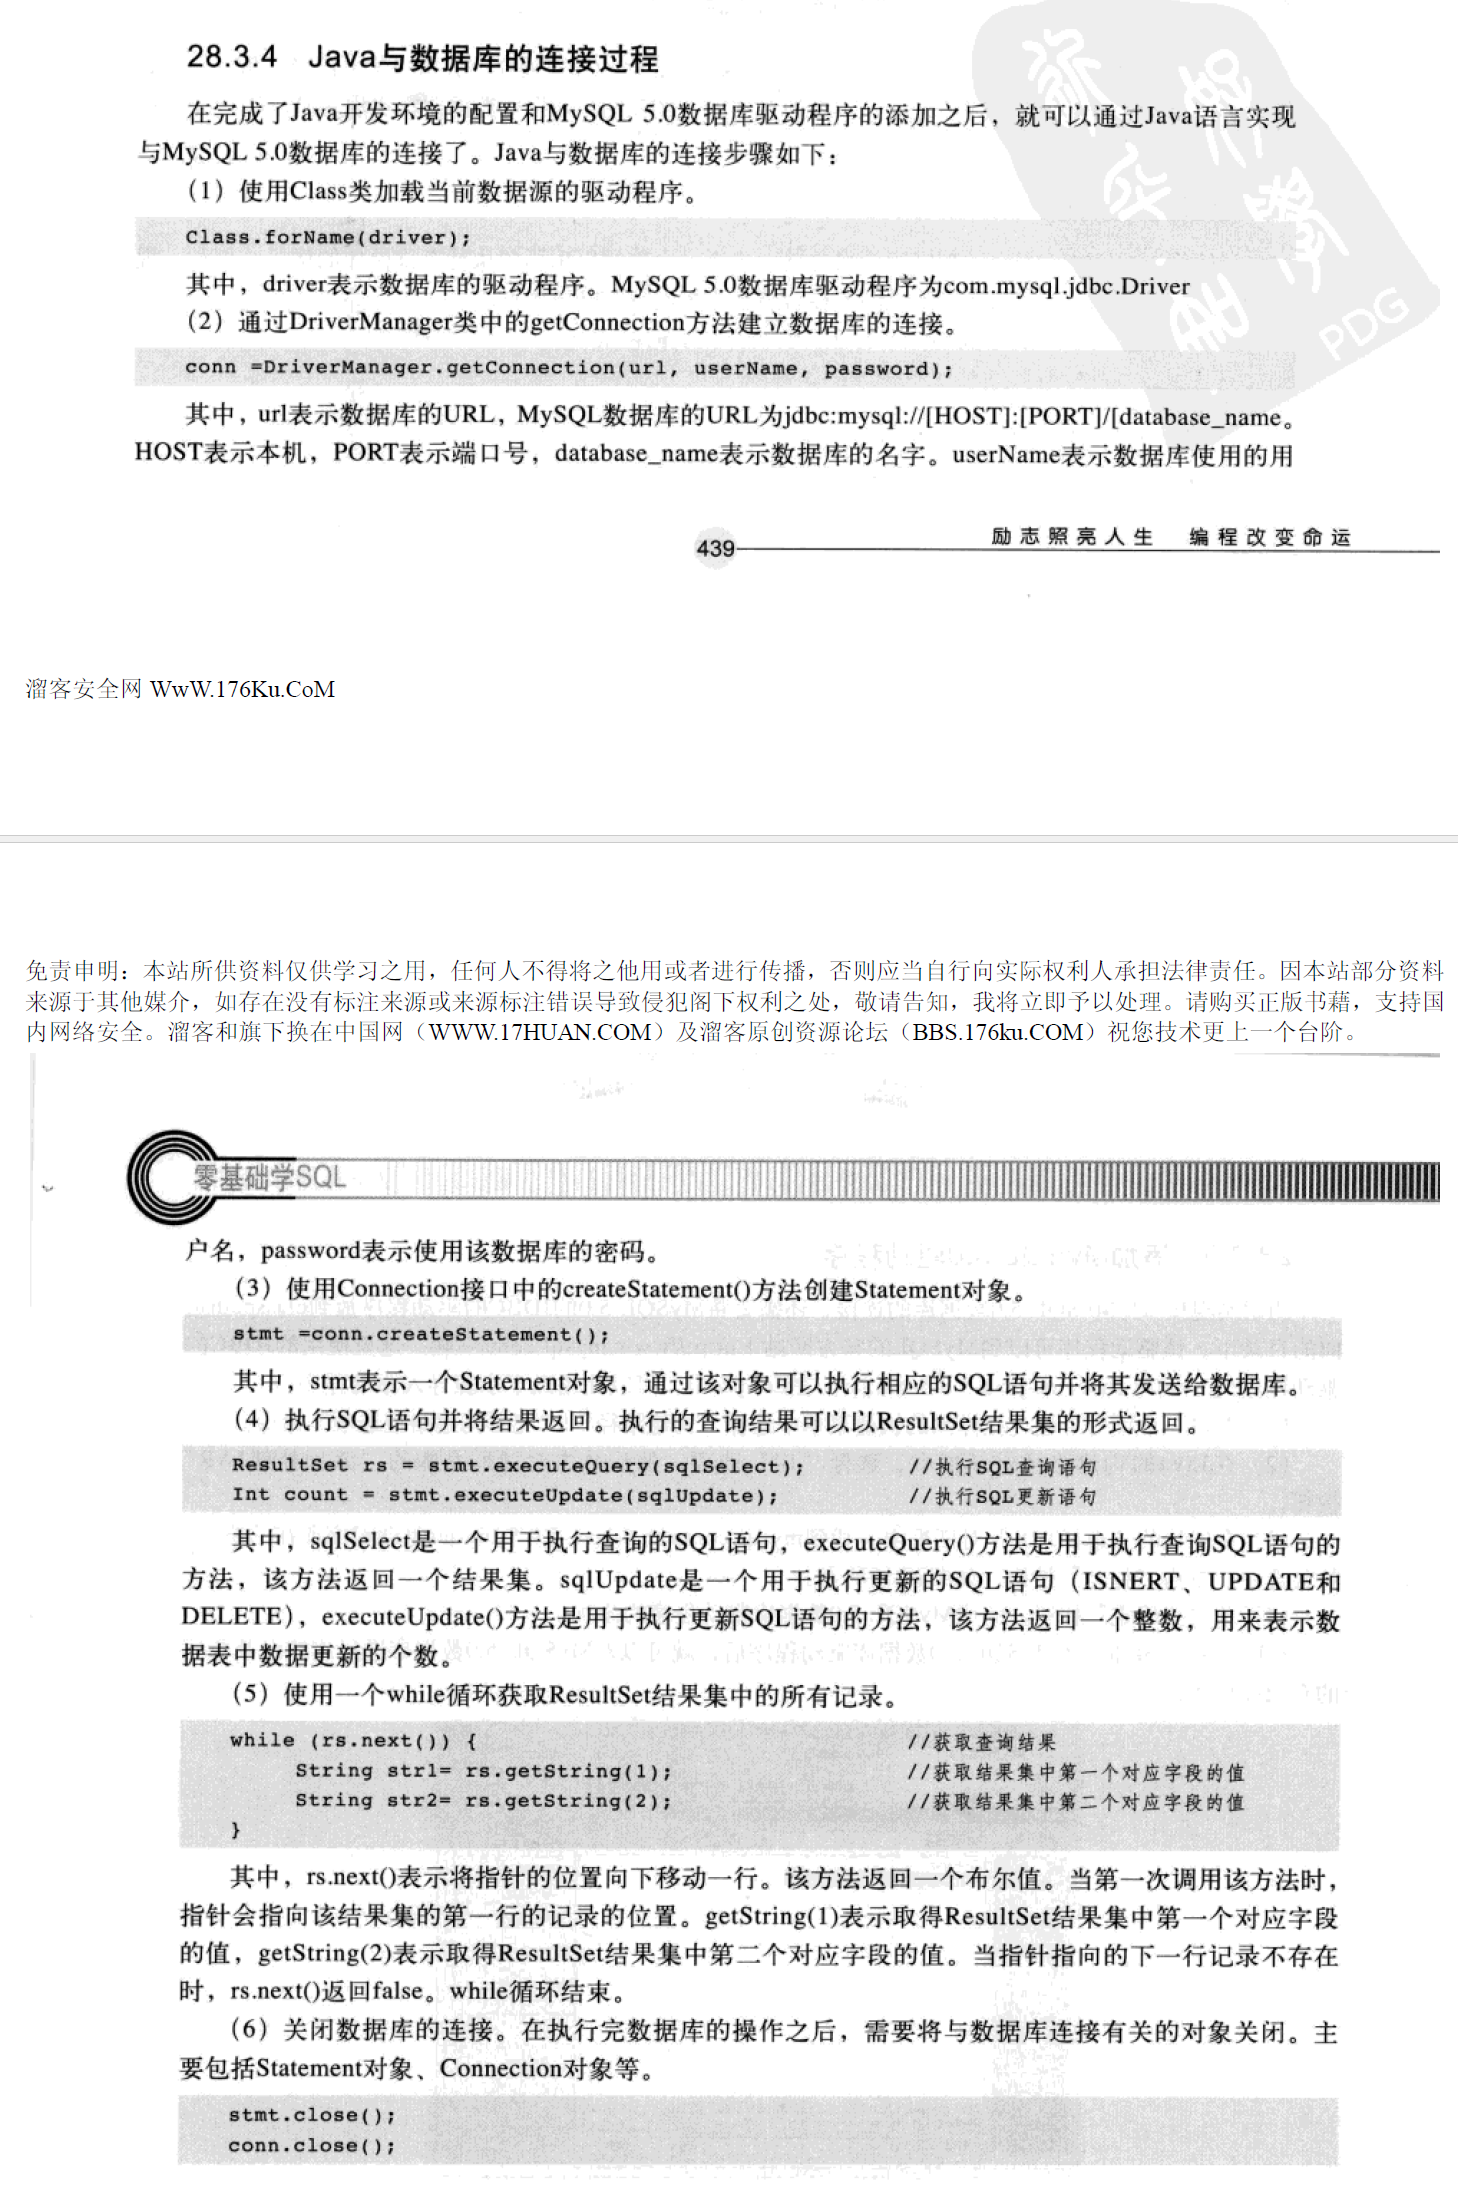 28.3.4 Java与数据库的连接过程
在完成了Java开发环境的配置和MySQL 5.0数据库驱动程序的添加之后，就可以通过Java语言实现
与MySQL 5.0数据库的连接了。Java与数据库的连接步骤如下：
（1）使用Class类加载当前数据源的驱动程序。
Class.forName(driver);
其中，driver表示数据库的驱动程序。MySQL 5.0数据库驱动程序为com.mysql.jdbc.Driver
（2）通过DriverManager类中的getConnection方法建立数据库的连接。
PDG
conn =DriverManager.getConnection(url, userName, password);
其中，url表示数据库的URL，MySQL数据库的URL为jdbc:mysql://[HOST]:[PORT]/[database_name。
HOST表示本机，PORT表示端口号，database_name表示数据库的名字。userName表示数据库使用的用
439
励志照亮人生 编程改变命运
溜客安全网 WwW.176Ku.CoM
免责申明：本站所供资料仅供学习之用，任何人不得将之他用或者进行传播，否则应当自行向实际权利人承担法律责任。因本站部分资料
来源于其他媒介，如存在没有标注来源或来源标注错误导致侵犯阁下权利之处，敬请告知，我将立即予以处理。请购买正版书藉，支持国
内网络安全。溜客和旗下换在中国网（WWW.17HUAN.COM）及溜客原创资源论坛（BBS.176ku.COM）祝您技术更上一个台阶。
零基础学SQL
户名，password表示使用该数据库的密码。
（3）使用Connection接口中的createStatement()方法创建Statement对象。
stmt =conn.createStatement();
其中，stmt表示一个Statement对象，通过该对象可以执行相应的SQL语句并将其发送给数据库。
（4）执行SQL语句并将结果返回。执行的查询结果可以以ResultSet结果集的形式返回。
ResultSet rs = stmt.executeQuery(sqlSelect); //执行SQL查询语句
Int count = stmt.executeUpdate(sqlUpdate); //执行SQL更新语句
其中，sqlSelect是一个用于执行查询的SQL语句，executeQuery()方法是用于执行查询SQL语句的
方法，该方法返回一个结果集。sqlUpdate是一个用于执行更新的SQL语句（ISNERT、UPDATE和
DELETE），executeUpdate()方法是用于执行更新SQL语句的方法，该方法返回一个整数，用来表示数
据表中数据更新的个数。
（5）使用一个while循环获取ResultSet结果集中的所有记录。
while (rs.next()) { //获取查询结果
String str1= rs.getString(1); //获取结果集中第一个对应字段的值
String str2= rs.getString(2); //获取结果集中第二个对应字段的值
}
其中，rs.next()表示将指针的位置向下移动一行。该方法返回一个布尔值。当第一次调用该方法时，
指针会指向该结果集的第一行的记录的位置。getString(1)表示取得ResultSet结果集中第一个对应字段
的值，getString(2)表示取得ResultSet结果集中第二个对应字段的值。当指针指向的下一行记录不存在
时，rs.next()返回false。while循环结束。
（6）关闭数据库的连接。在执行完数据库的操作之后，需要将与数据库连接有关的对象关闭。主
要包括Statement对象、Connection对象等。
stmt.close();
conn.close();